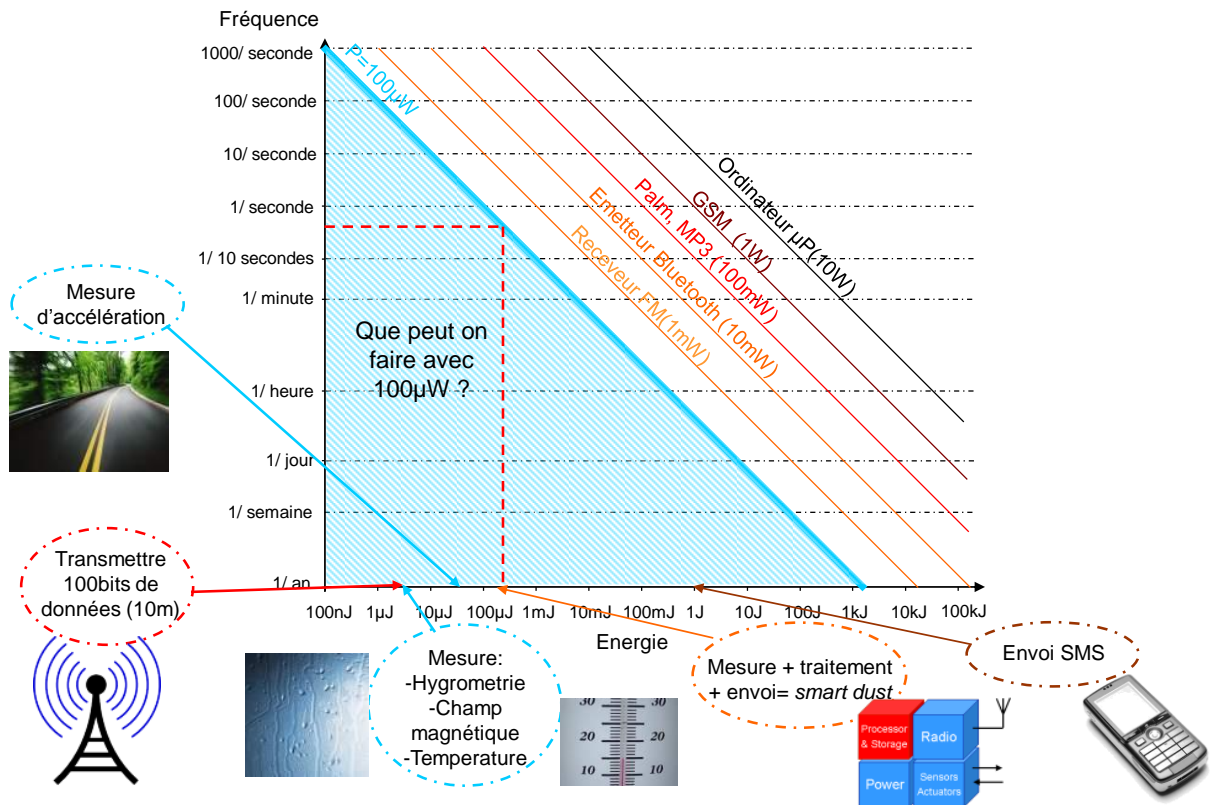 Fréquence
1000/ seconde
100/ seconde
10/ seconde
1/ seconde
1/ 10 secondes
1/ minute
1/ heure
1/ jour
1/ semaine
1/ an
P=100µW
Receveur FM(1mW)
Emetteur Bluetooth (10mW)
Palm, MP3 (100mW)
GSM (1W)
Ordinateur µP(10W)
Que peut on
faire avec
100µW ?
100nJ 1µJ 10µJ 100µJ 1mJ 10mJ 100mJ 1J 10J 100J 1kJ 10kJ 100kJ
Energie
Mesure
d'accélération
Transmettre
100bits de
données (10m)
Mesure:
-Hygrometrie
-Champ
magnétique
-Temperature
30 30
20 20
10 10
Mesure + traitement
+ envoi= smart dust
Processor
& Storage
Radio
Power
Sensors
Actuators
Envoi SMS